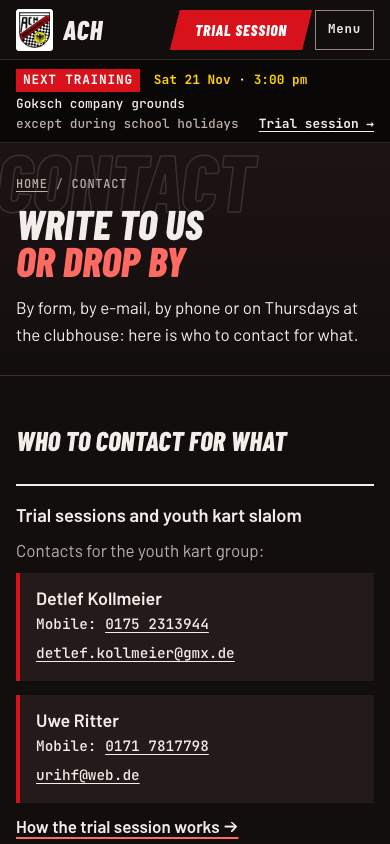 ACH
TRIAL SESSION
Menu
NEXT TRAINING Sat 21 Nov · 3:00 pm
Goksch company grounds
except during school holidays Trial session →
CONTACT
HOME / CONTACT
WRITE TO US
OR DROP BY
By form, by e-mail, by phone or on Thursdays at
the clubhouse: here is who to contact for what.
WHO TO CONTACT FOR WHAT
Trial sessions and youth kart slalom
Contacts for the youth kart group:
Detlef Kollmeier
Mobile: 0175 2313944
detlef.kollmeier@gmx.de
Uwe Ritter
Mobile: 0171 7817798
urihf@web.de
How the trial session works →